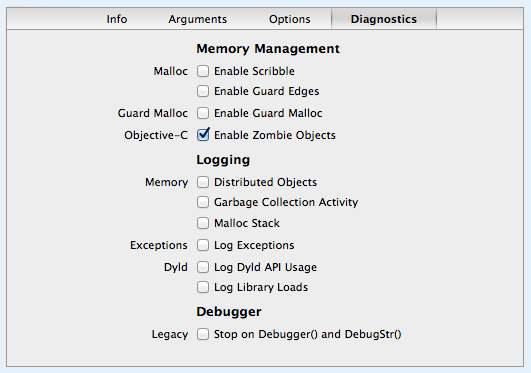 Info Arguments Options Diagnostics
Memory Management
Malloc Enable Scribble
Enable Guard Edges
Guard Malloc Enable Guard Malloc
Objective-C Enable Zombie Objects
Logging
Memory Distributed Objects
Garbage Collection Activity
Malloc Stack
Exceptions Log Exceptions
Dyld Log Dyld API Usage
Log Library Loads
Debugger
Legacy Stop on Debugger() and DebugStr()